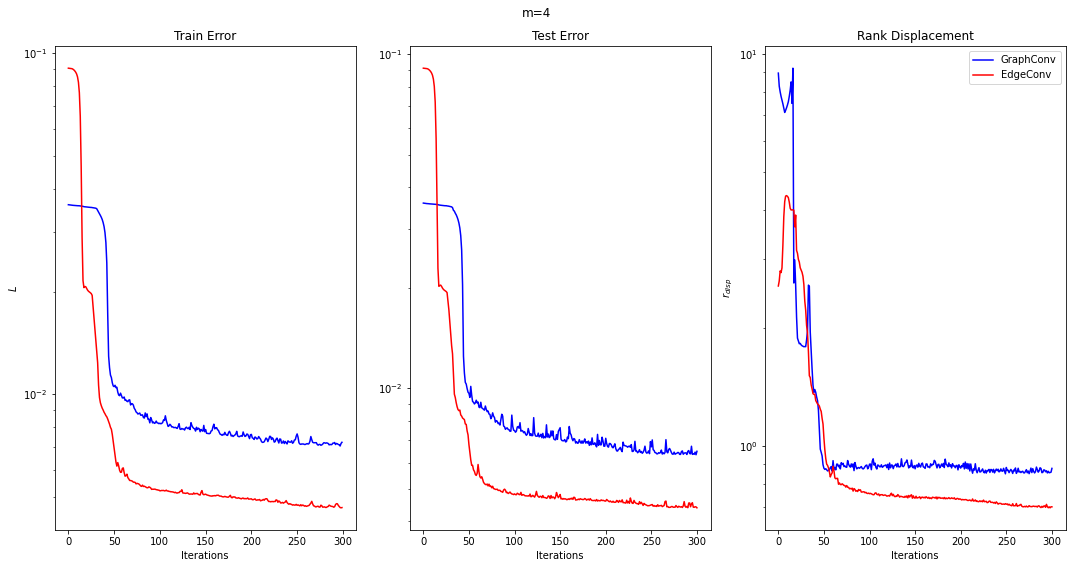 m=4
Train Error
Test Error
Rank Displacement
10⁻¹
10⁻²
L
0 50 100 150 200 250 300
Iterations
10⁻¹
10⁻²
0 50 100 150 200 250 300
Iterations
GraphConv
EdgeConv
10¹
10⁰
r_disp
0 50 100 150 200 250 300
Iterations